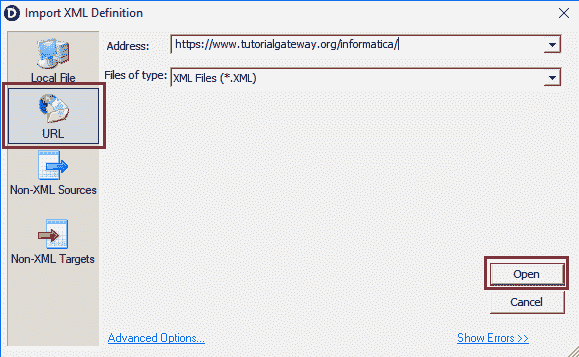 Import XML Definition
Local File
URL
Non-XML Sources
Non-XML Targets
Address: https://www.tutorialgateway.org/informatica/
Files of type: XML Files (*.XML)
Open
Cancel
Advanced Options...
Show Errors >>